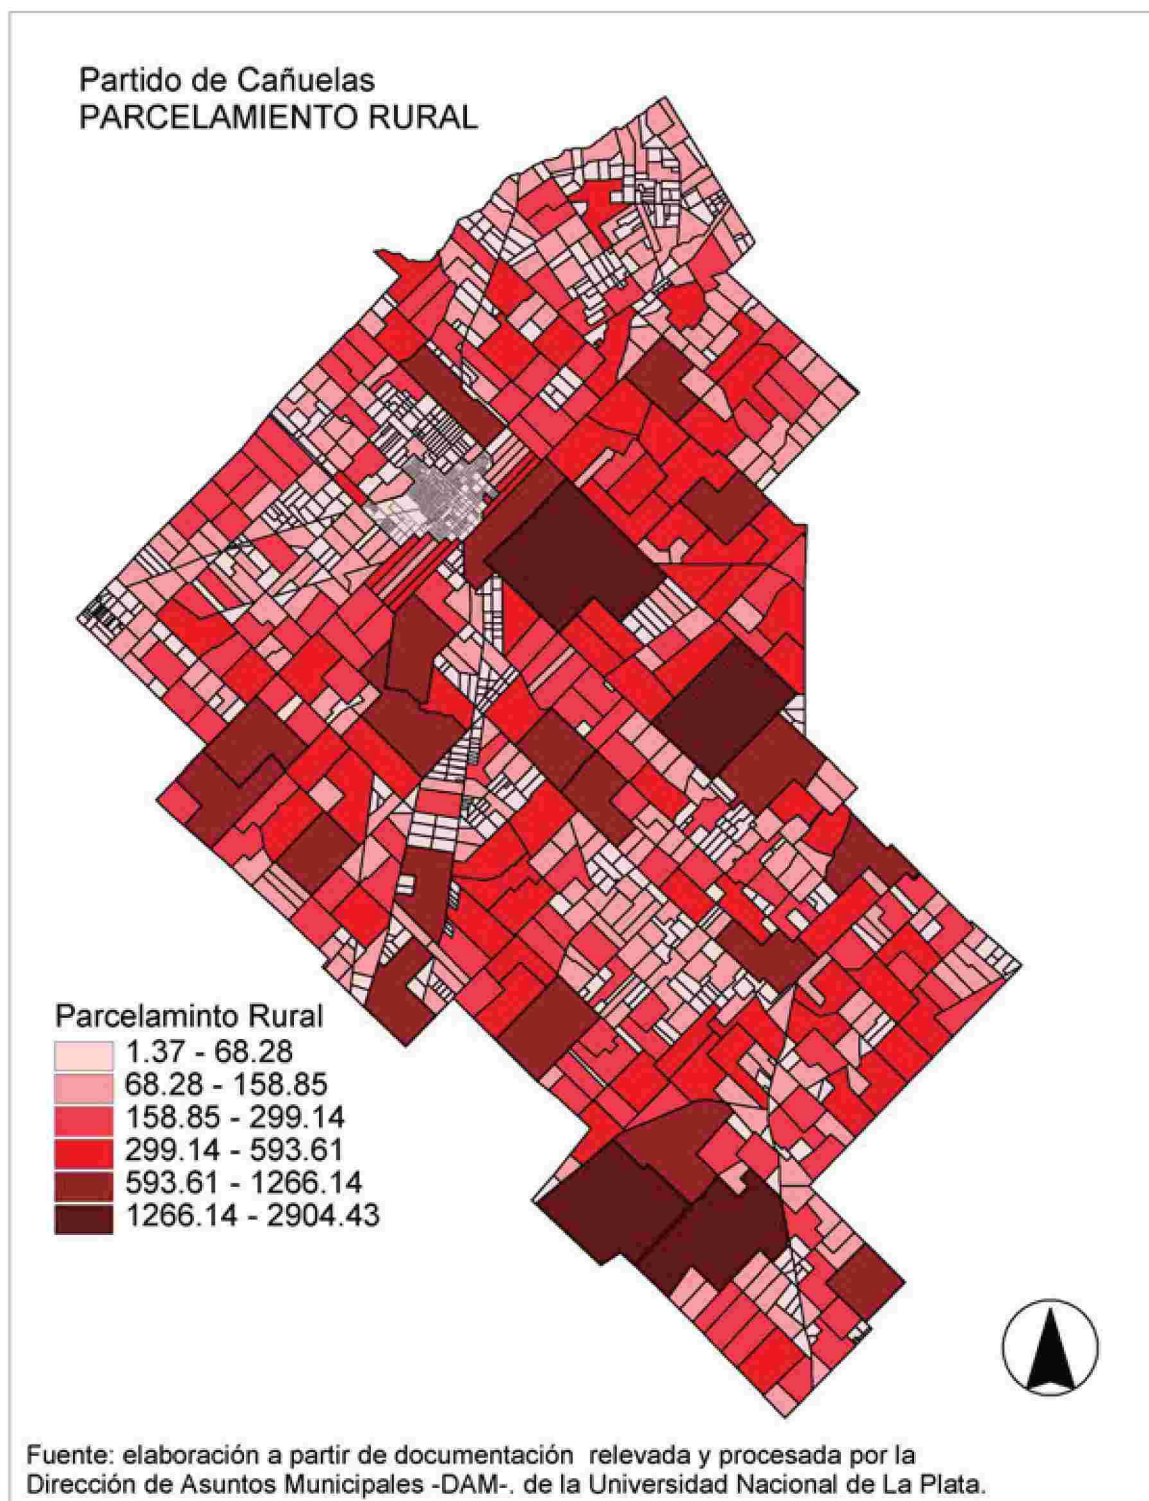 Partido de Cañuelas
PARCELAMIENTO RURAL
Parcelaminto Rural
1.37 - 68.28
68.28 - 158.85
158.85 - 299.14
299.14 - 593.61
593.61 - 1266.14
1266.14 - 2904.43
Fuente: elaboración a partir de documentación relevada y procesada por la
Dirección de Asuntos Municipales -DAM-. de la Universidad Nacional de La Plata.